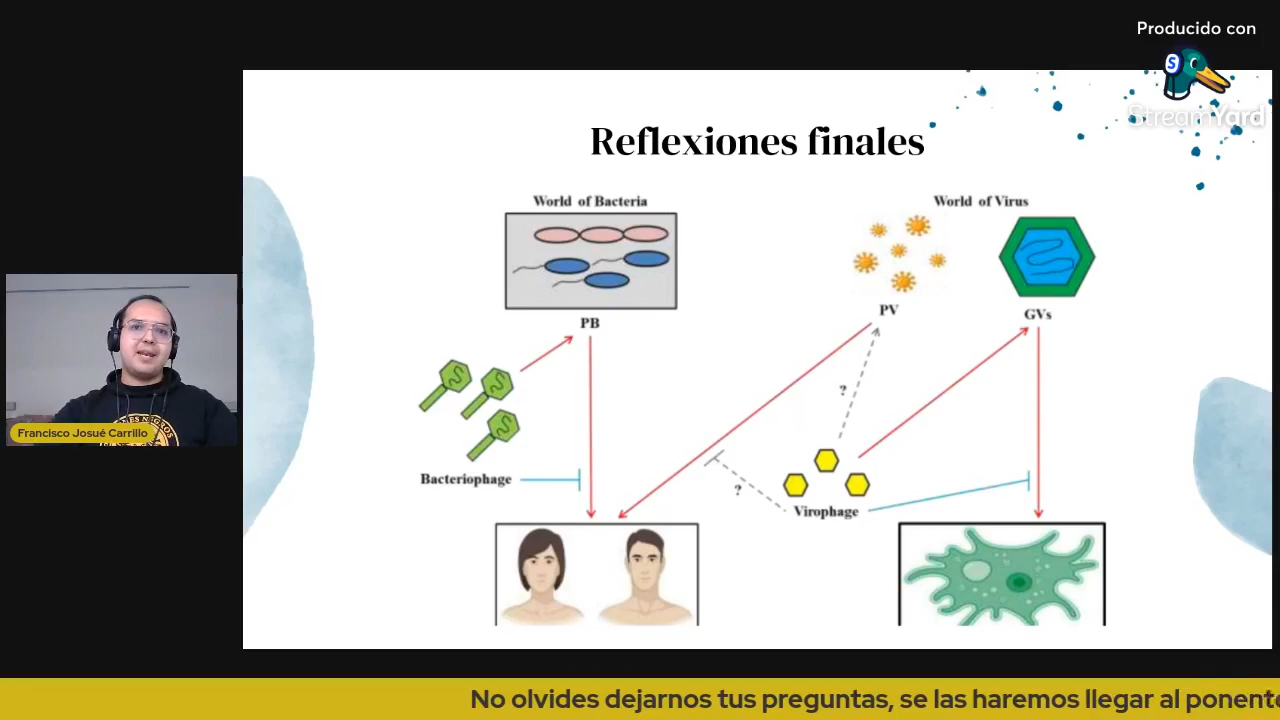 Producido con
StreamYard
Reflexiones finales
World of Bacteria
World of Virus
PB
PV
GVs
?
Bacteriophage
?
Virophage
Francisco Josué Carrillo
No olvides dejarnos tus preguntas, se las haremos llegar al ponente